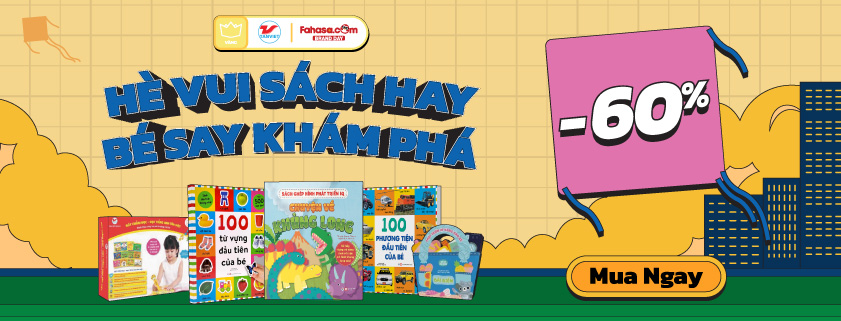 TANVIET
Fahasa.com
BRAND DAY
HÈ VUI SÁCH HAY
BÉ SAY KHÁM PHÁ
-60%
SÁCH GHÉP HÌNH PHÁT TRIỂN IQ
CHUYỆN VỀ
KHỦNG LONG
100
từ vựng
đầu tiên
của bé
100
PHƯƠNG TIỆN
ĐẦU TIÊN
CỦA BÉ
Mua Ngay